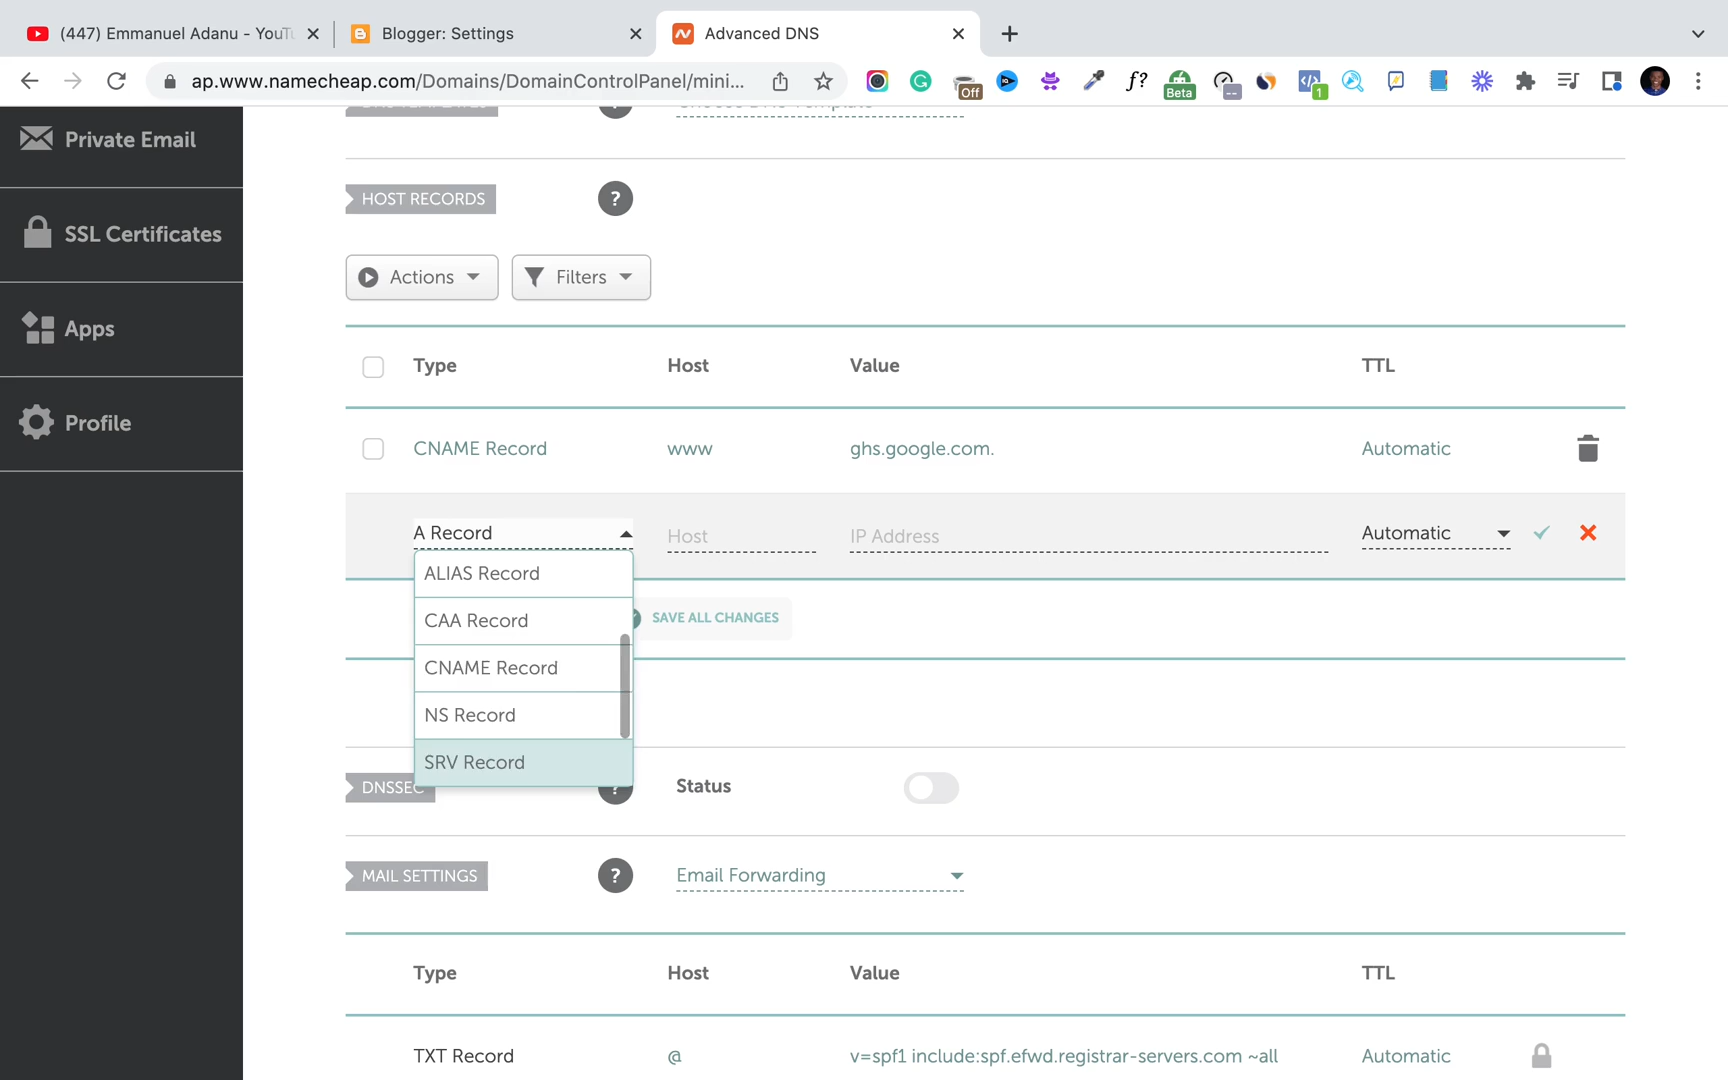 (447) Emmanuel Adanu - YouTu
Blogger: Settings
Advanced DNS
ap.www.namecheap.com/Domains/DomainControlPanel/mini...
Off
Beta
--
1
f?
Choose DNS Template
Private Email
SSL Certificates
Apps
Profile
HOST RECORDS
?
Actions
Filters
Type
Host
Value
TTL
CNAME Record
www
ghs.google.com.
Automatic
A Record
Host
IP Address
Automatic
ALIAS Record
CAA Record
CNAME Record
NS Record
SRV Record
SAVE ALL CHANGES
DNSSEC
?
Status
MAIL SETTINGS
?
Email Forwarding
Type
Host
Value
TTL
TXT Record
@
v=spf1 include:spf.efwd.registrar-servers.com ~all
Automatic